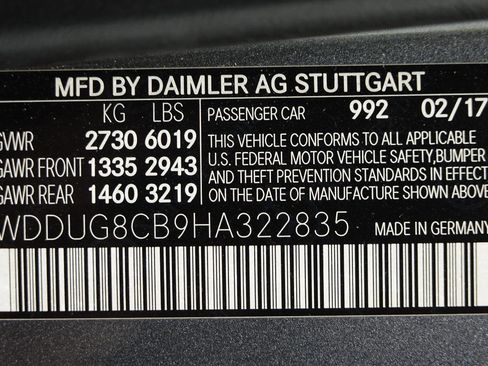 MFD BY DAIMLER AG STUTTGART
KG LBS PASSENGER CAR 992 02/17
GVWR 2730 6019 THIS VEHICLE CONFORMS TO ALL APPLICABLE
GAWR FRONT 1335 2943 U.S. FEDERAL MOTOR VEHICLE SAFETY,BUMPER
GAWR REAR 1460 3219 AND THEFT PREVENTION STANDARDS IN EFFECT
ON THE DATE OF MANUFACTURE SHOWN ABOVE.
WDDUG8CB9HA322835 MADE IN GERMANY